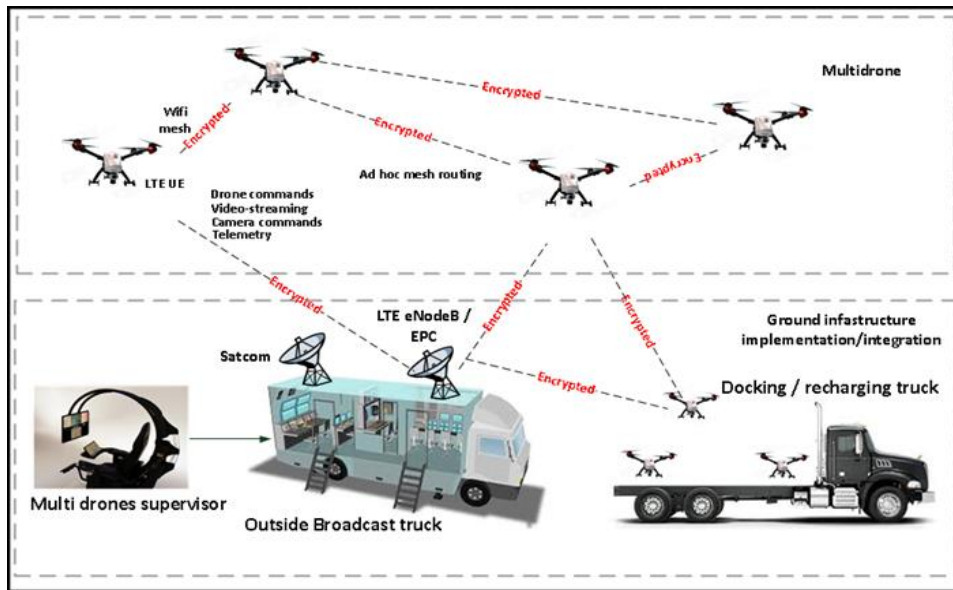 Multidrone
Encrypted
Wifi
mesh
Encrypted
Encrypted
Encrypted
LTE UE
Ad hoc mesh routing
Drone commands
Video-streaming
Camera commands
Telemetry
Encrypted
Encrypted
Encrypted
LTE eNodeB /
EPC
Ground infastructure
implementation/integration
Satcom
Encrypted
Docking / recharging truck
Multi drones supervisor
Outside Broadcast truck